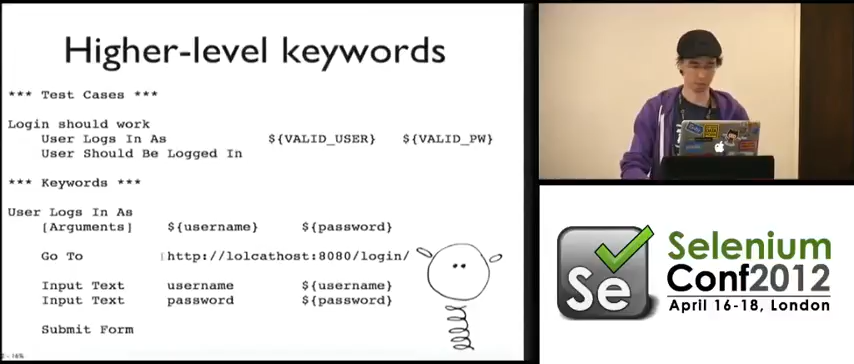 Higher-level keywords
*** Test Cases ***
Login should work
User Logs In As ${VALID_USER} ${VALID_PW}
User Should Be Logged In
*** Keywords ***
User Logs In As
[Arguments] ${username} ${password}
Go To http://lolcathost:8080/login/
Input Text username ${username}
Input Text password ${password}
Submit Form
Se
Selenium
Conf2012
April 16-18, London